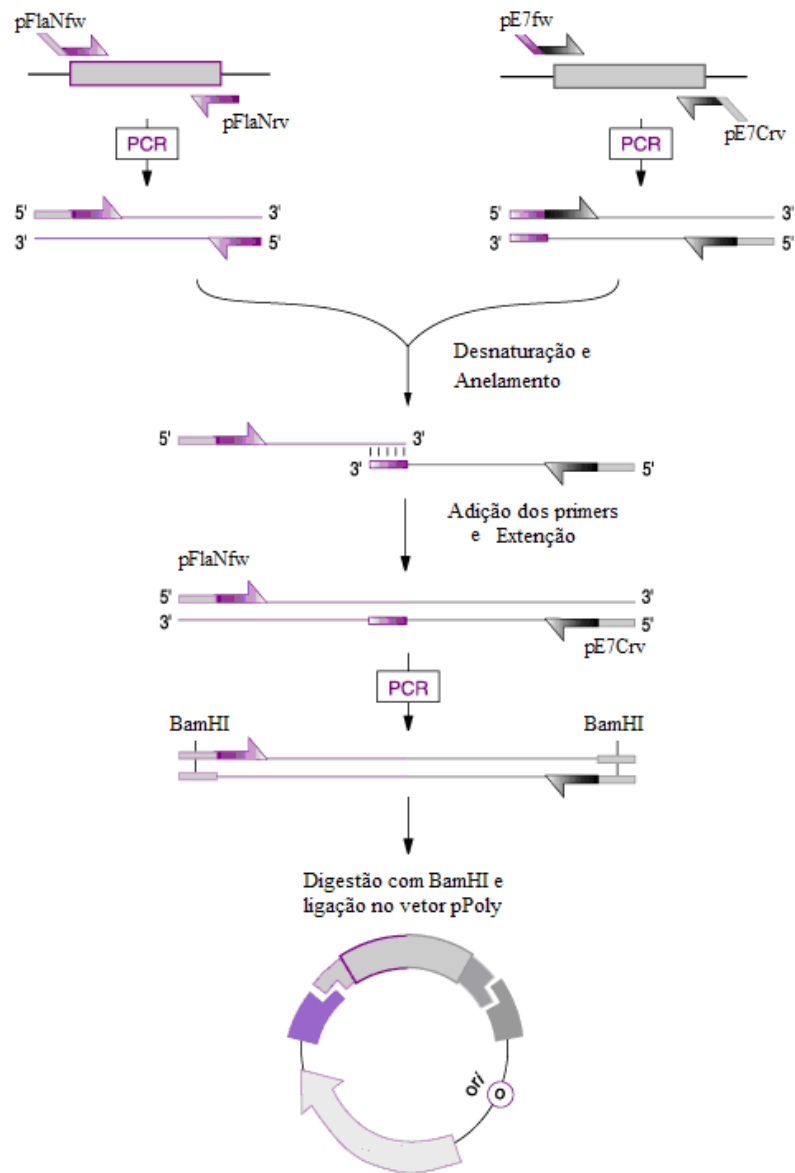 pFlaNfw
pE7fw
pFlaNrv
pE7Crv
PCR
PCR
5' 3'
3' 5'
5' 3'
3' 5'
Desnaturação e
Anelamento
5' 3'
3' 5'
Adição dos primers
e Extenção
pFlaNfw
5' 3'
3' 5'
pE7Crv
PCR
BamHI
BamHI
Digestão com BamHI e
ligação no vetor pPoly
ori
o